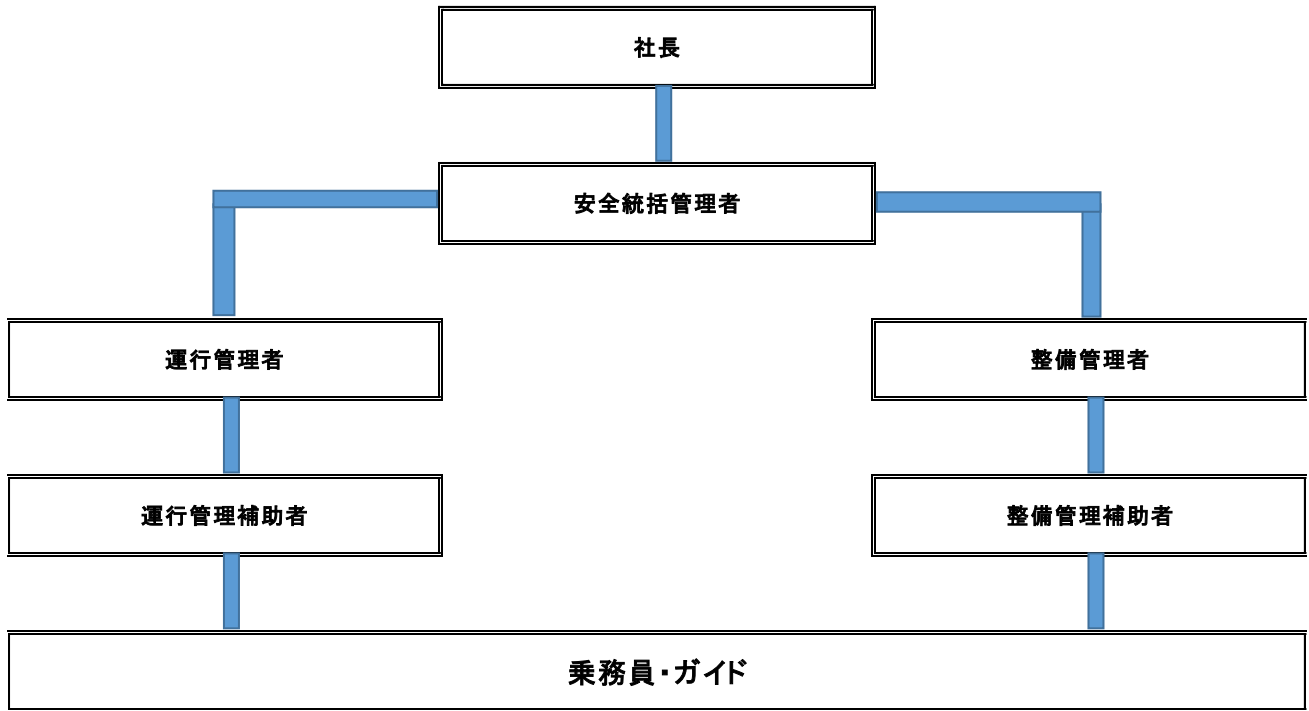 社長
安全統括管理者
運行管理者
整備管理者
運行管理補助者
整備管理補助者
乗務員・ガイド